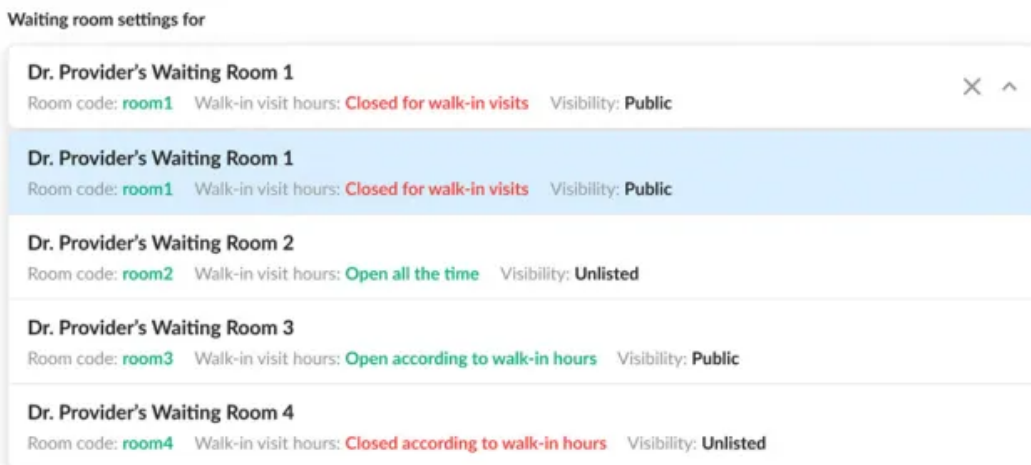 Waiting room settings for
Dr. Provider's Waiting Room 1
Room code: room1 Walk-in visit hours: Closed for walk-in visits Visibility: Public
Dr. Provider's Waiting Room 1
Room code: room1 Walk-in visit hours: Closed for walk-in visits Visibility: Public
Dr. Provider's Waiting Room 2
Room code: room2 Walk-in visit hours: Open all the time Visibility: Unlisted
Dr. Provider's Waiting Room 3
Room code: room3 Walk-in visit hours: Open according to walk-in hours Visibility: Public
Dr. Provider's Waiting Room 4
Room code: room4 Walk-in visit hours: Closed according to walk-in hours Visibility: Unlisted